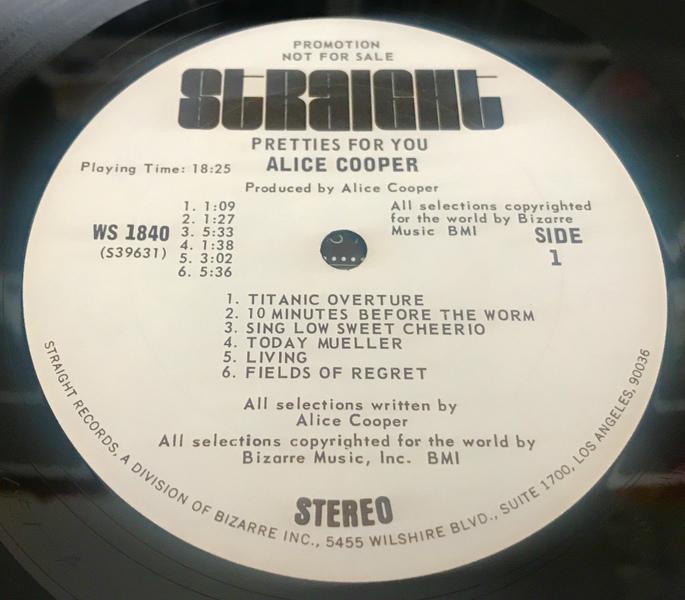 PROMOTION
NOT FOR SALE
STRAIGHT
PRETTIES FOR YOU
Playing Time: 18:25
ALICE COOPER
Produced by Alice Cooper
WS 1840
(S39631)
1. 1:09
2. 1:27
3. 5:33
4. 1:38
5. 3:02
6. 5:36
All selections copyrighted
for the world by Bizarre
Music BMI
SIDE
1
1. TITANIC OVERTURE
2. 10 MINUTES BEFORE THE WORM
3. SING LOW SWEET CHEERIO
4. TODAY MUELLER
5. LIVING
6. FIELDS OF REGRET
All selections written by
Alice Cooper
All selections copyrighted for the world by
Bizarre Music, Inc. BMI
STEREO
STRAIGHT RECORDS, A DIVISION OF BIZARRE INC., 5455 WILSHIRE BLVD., SUITE 1700, LOS ANGELES, 90036